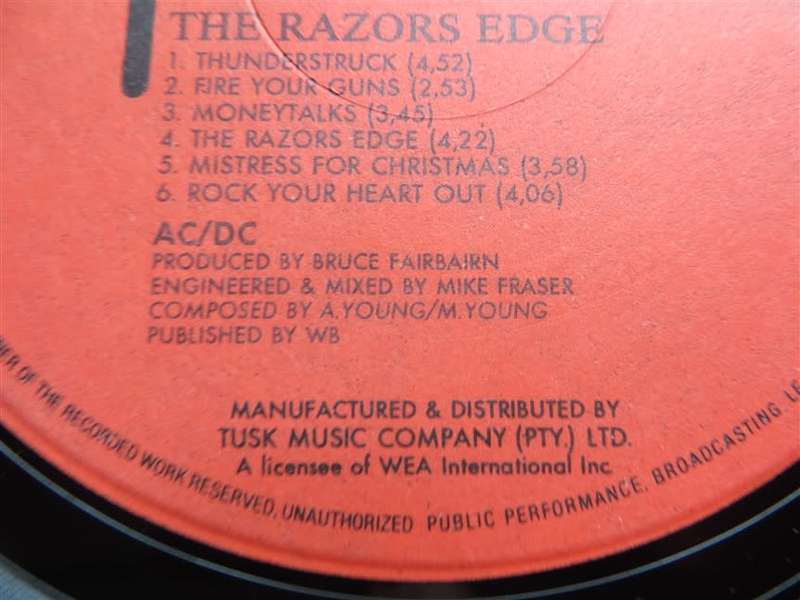 THE RAZORS EDGE
1. THUNDERSTRUCK (4,52)
2. FIRE YOUR GUNS (2,53)
3. MONEYTALKS (3,45)
4. THE RAZORS EDGE (4,22)
5. MISTRESS FOR CHRISTMAS (3,58)
6. ROCK YOUR HEART OUT (4,06)
AC/DC
PRODUCED BY BRUCE FAIRBAIRN
ENGINEERED & MIXED BY MIKE FRASER
COMPOSED BY A.YOUNG/M.YOUNG
PUBLISHED BY WB
MANUFACTURED & DISTRIBUTED BY
TUSK MUSIC COMPANY (PTY.) LTD.
A licensee of WEA International Inc
OF THE RECORDED WORK RESERVED, UNAUTHORIZED PUBLIC PERFORMANCE, BROADCASTING,